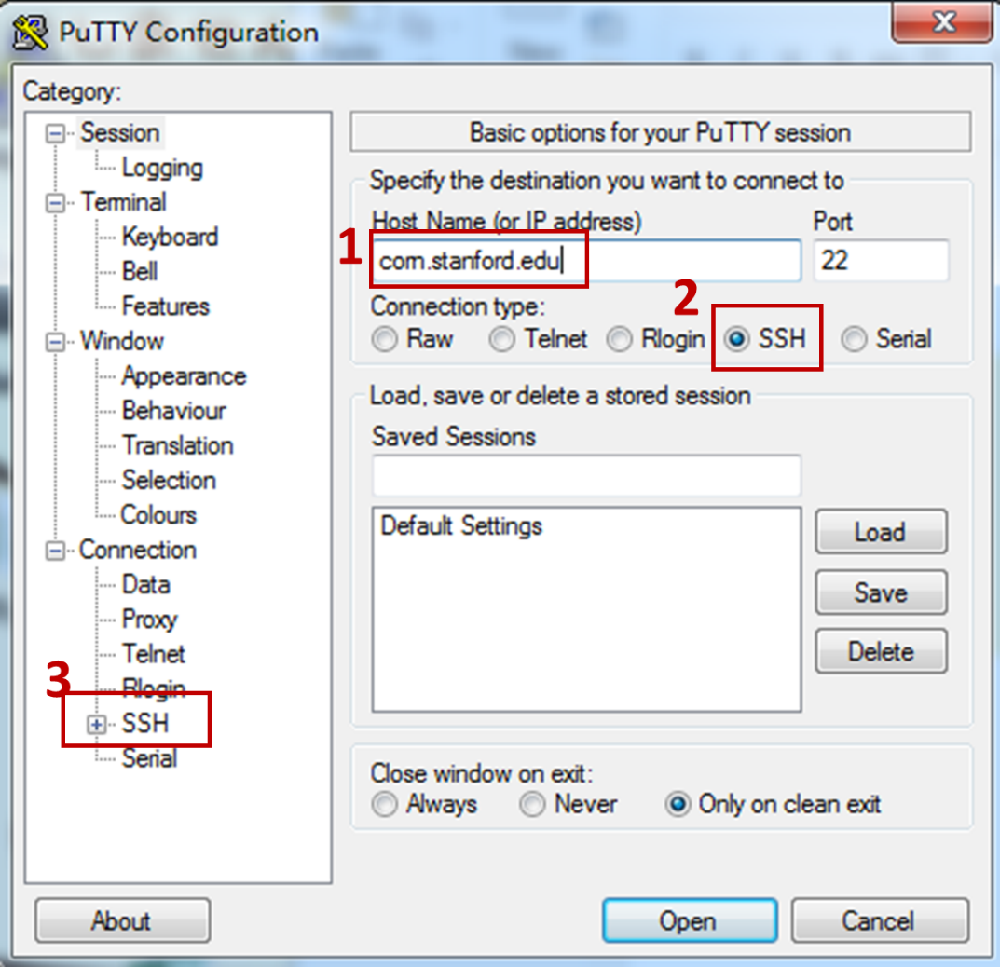 PuTTY Configuration
Category:
Session
Logging
Terminal
Keyboard
Bell
Features
Window
Appearance
Behaviour
Translation
Selection
Colours
Connection
Data
Proxy
Telnet
Rlogin
3
SSH
Serial
Basic options for your PuTTY session
Specify the destination you want to connect to
Host Name (or IP address) Port
1 corn.stanford.edu 22
Connection type: 2
Raw Telnet Rlogin SSH Serial
Load, save or delete a stored session
Saved Sessions
Default Settings
Load
Save
Delete
Close window on exit:
Always Never Only on clean exit
About Open Cancel